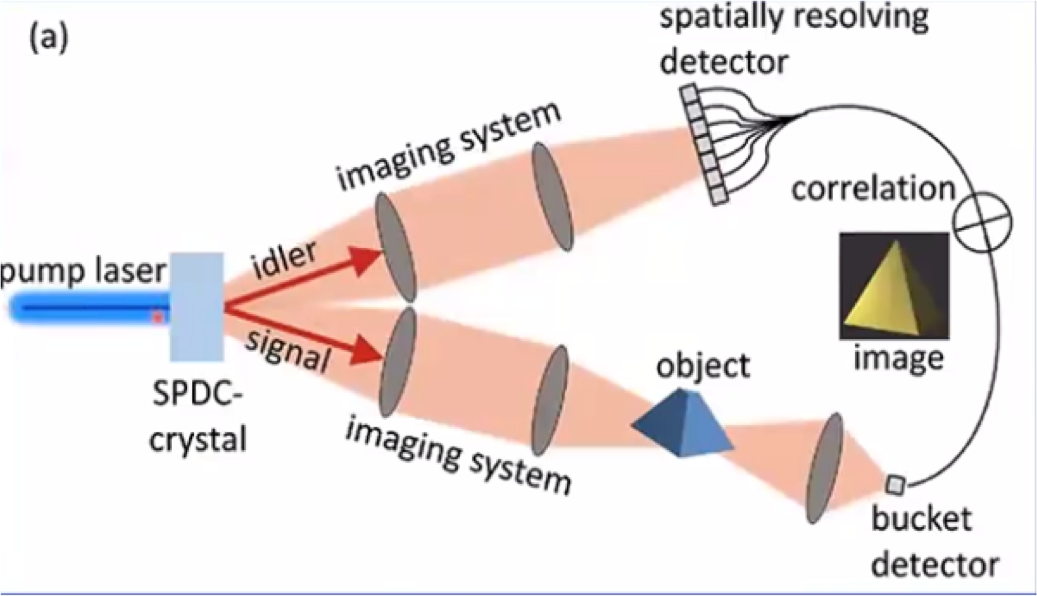 (a)
spatially resolving
detector
imaging system
correlation
idler
pump laser
signal
image
object
SPDC-
crystal
imaging system
bucket
detector